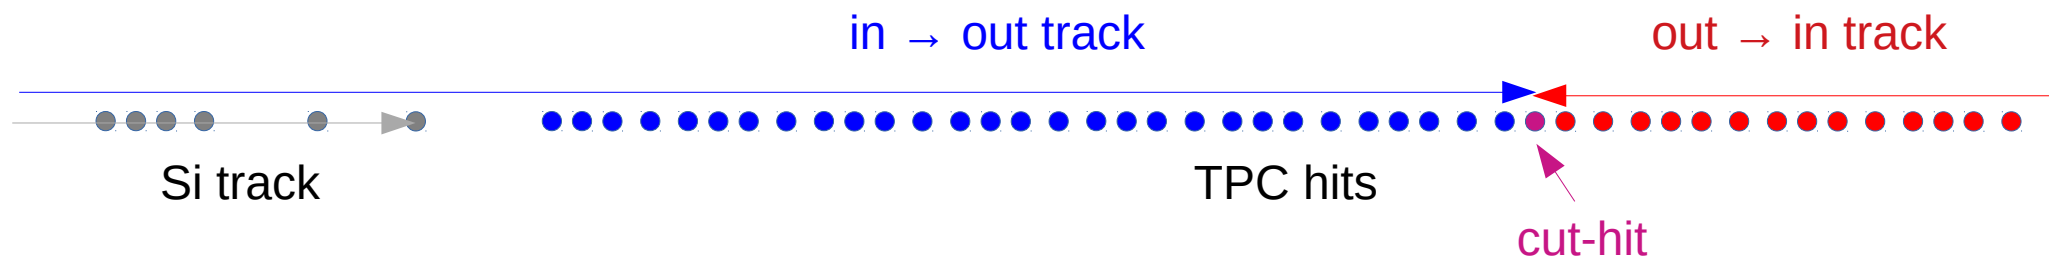 in → out track
out → in track
Si track
TPC hits
cut-hit